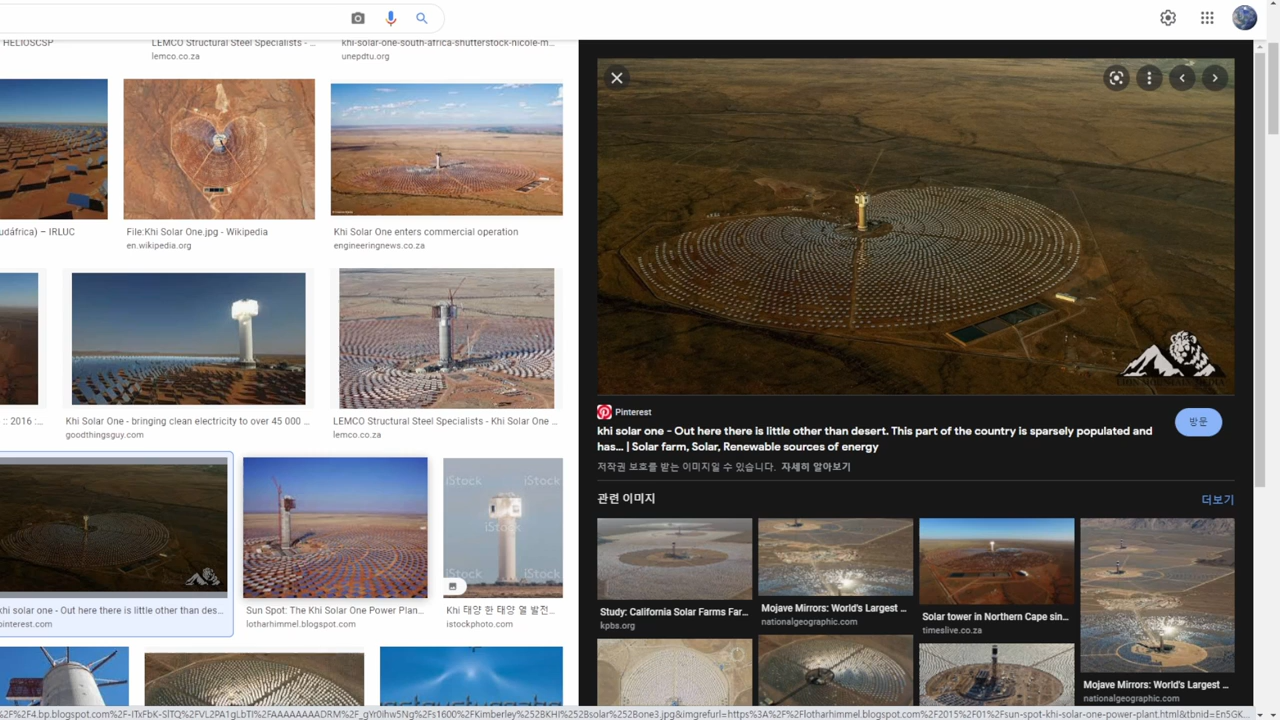 HELIOSCSP
LEMCO Structural Steel Specialists - ...
lemco.co.za
khi-solar-one-south-africa-shutterstock-nicole-m...
unepdtu.org
udáfrica) – IRLUC
File:Khi Solar One.jpg - Wikipedia
en.wikipedia.org
Khi Solar One enters commercial operation
engineeringnews.co.za
:: 2016 :...
Khi Solar One - bringing clean electricity to over 45 000 ...
goodthingsguy.com
LEMCO Structural Steel Specialists - Khi Solar One ...
lemco.co.za
khi solar one - Out here there is little other than des...
pinterest.com
Sun Spot: The Khi Solar One Power Plan...
lotharhimmel.blogspot.com
iStock
iStock
iStock
iStock
iStock
Khi 태양 한 태양 열 발전...
istockphoto.com
LION MOUNTAIN MEDIA
Pinterest
khi solar one - Out here there is little other than desert. This part of the country is sparsely populated and
has... | Solar farm, Solar, Renewable sources of energy
방문
저작권 보호를 받는 이미지일 수 있습니다. 자세히 알아보기
관련 이미지
더보기
Study: California Solar Farms Far...
kpbs.org
Mojave Mirrors: World's Largest ...
nationalgeographic.com
Solar tower in Northern Cape sin...
timeslive.co.za
Mojave Mirrors: World's Largest ...
nationalgeographic.com